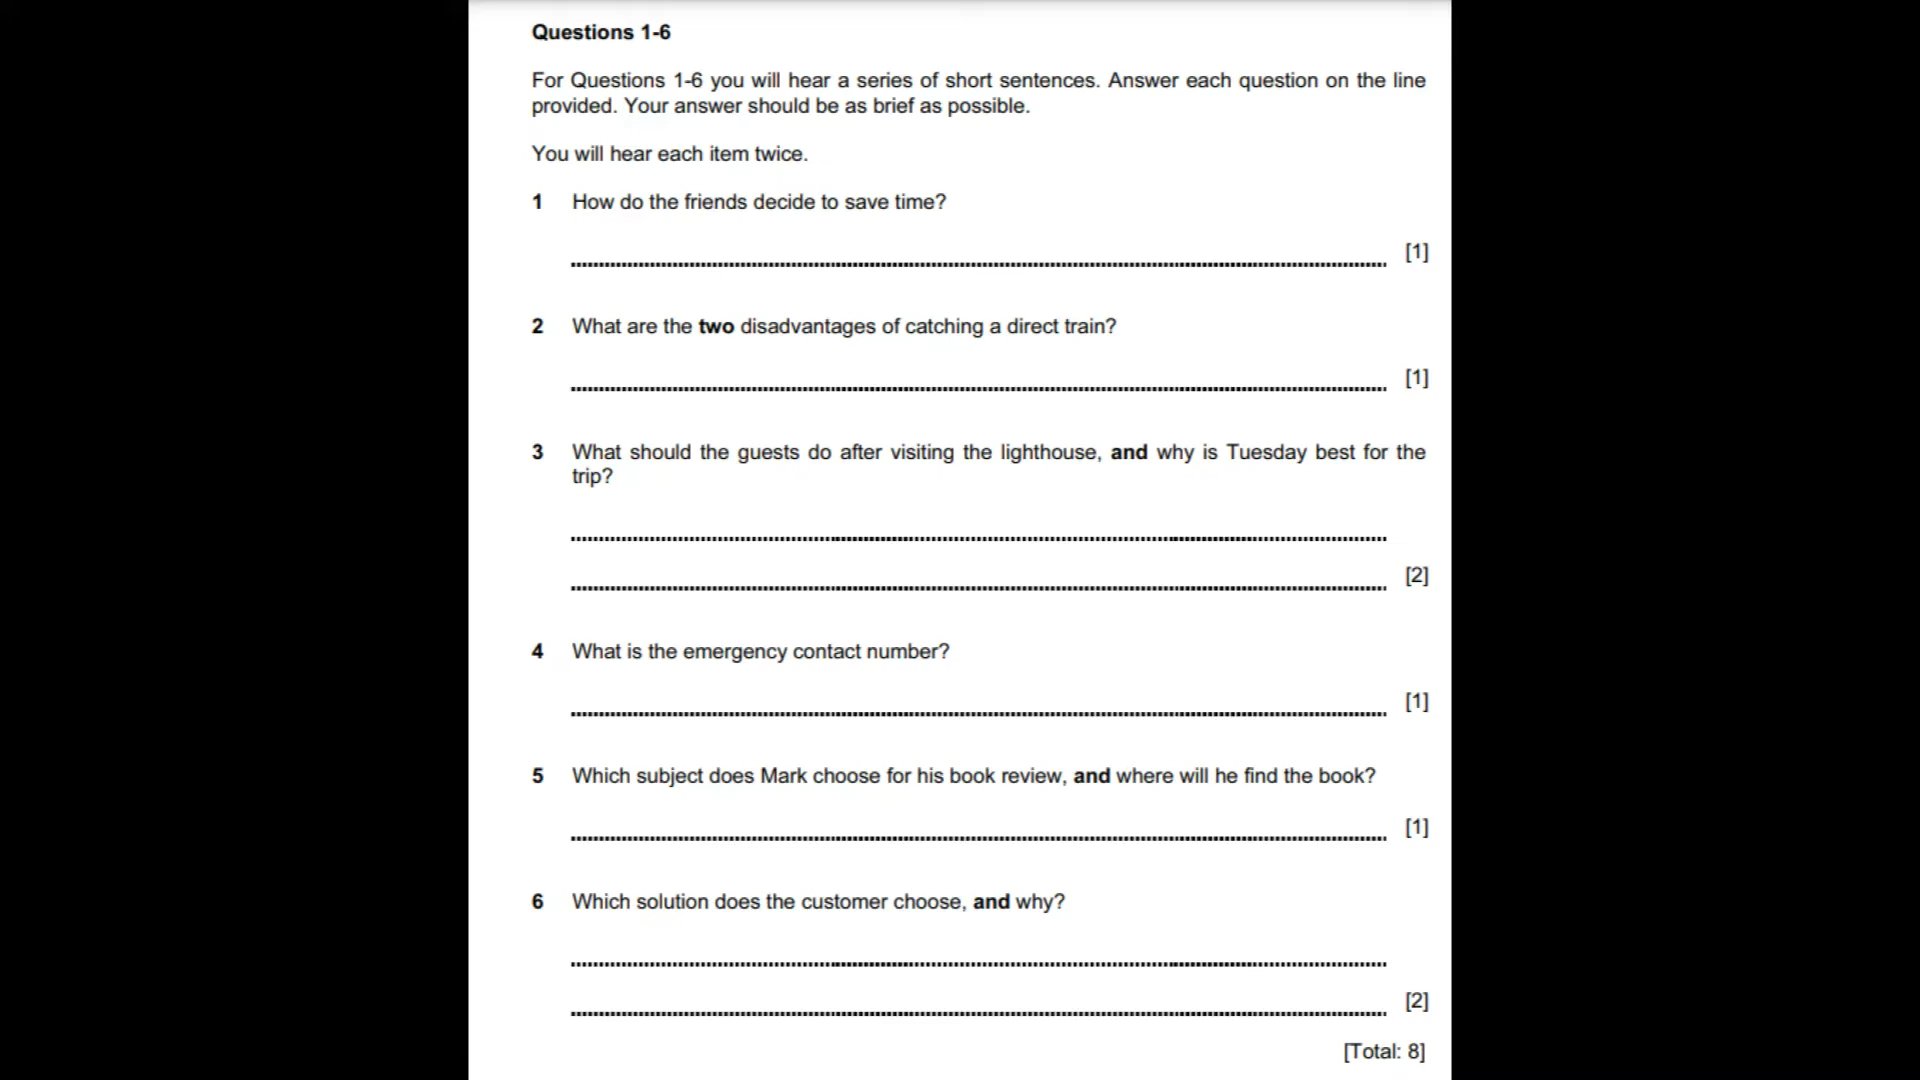 Questions 1-6
For Questions 1-6 you will hear a series of short sentences. Answer each question on the line
provided. Your answer should be as brief as possible.
You will hear each item twice.
1 How do the friends decide to save time?
[1]
2 What are the two disadvantages of catching a direct train?
[1]
3 What should the guests do after visiting the lighthouse, and why is Tuesday best for the
trip?
[2]
4 What is the emergency contact number?
[1]
5 Which subject does Mark choose for his book review, and where will he find the book?
[1]
6 Which solution does the customer choose, and why?
[2]
[Total: 8]